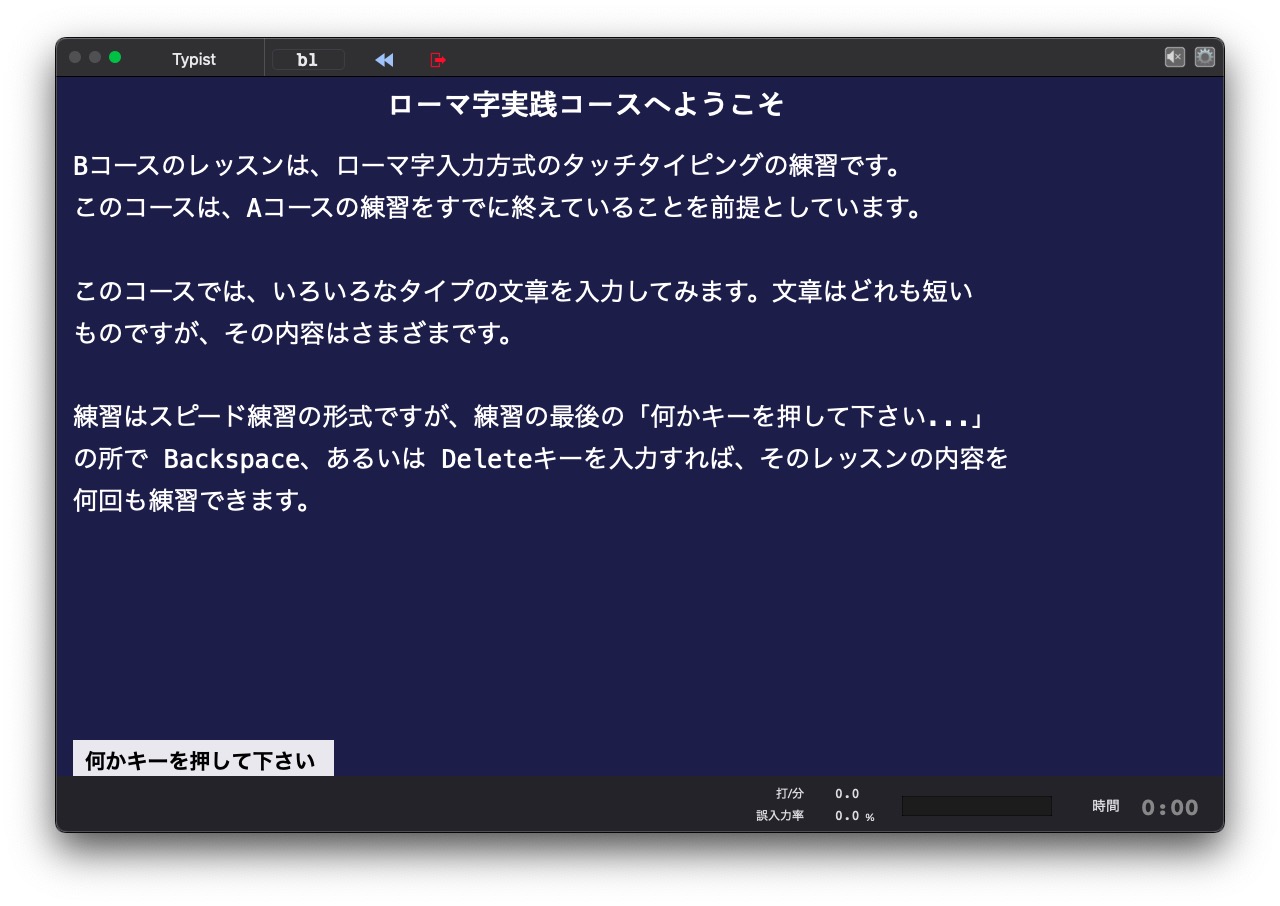 Typist
b1
ローマ字実践コースへようこそ
Bコースのレッスンは、ローマ字入力方式のタッチタイピングの練習です。
このコースは、Aコースの練習をすでに終えていることを前提としています。
このコースでは、いろいろなタイプの文章を入力してみます。文章はどれも短い
ものですが、その内容はさまざまです。
練習はスピード練習の形式ですが、練習の最後の「何かキーを押して下さい...」
の所で Backspace、あるいは Deleteキーを入力すれば、そのレッスンの内容を
何回も練習できます。
何かキーを押して下さい
打/分 0.0
誤入力率 0.0 %
時間 0:00